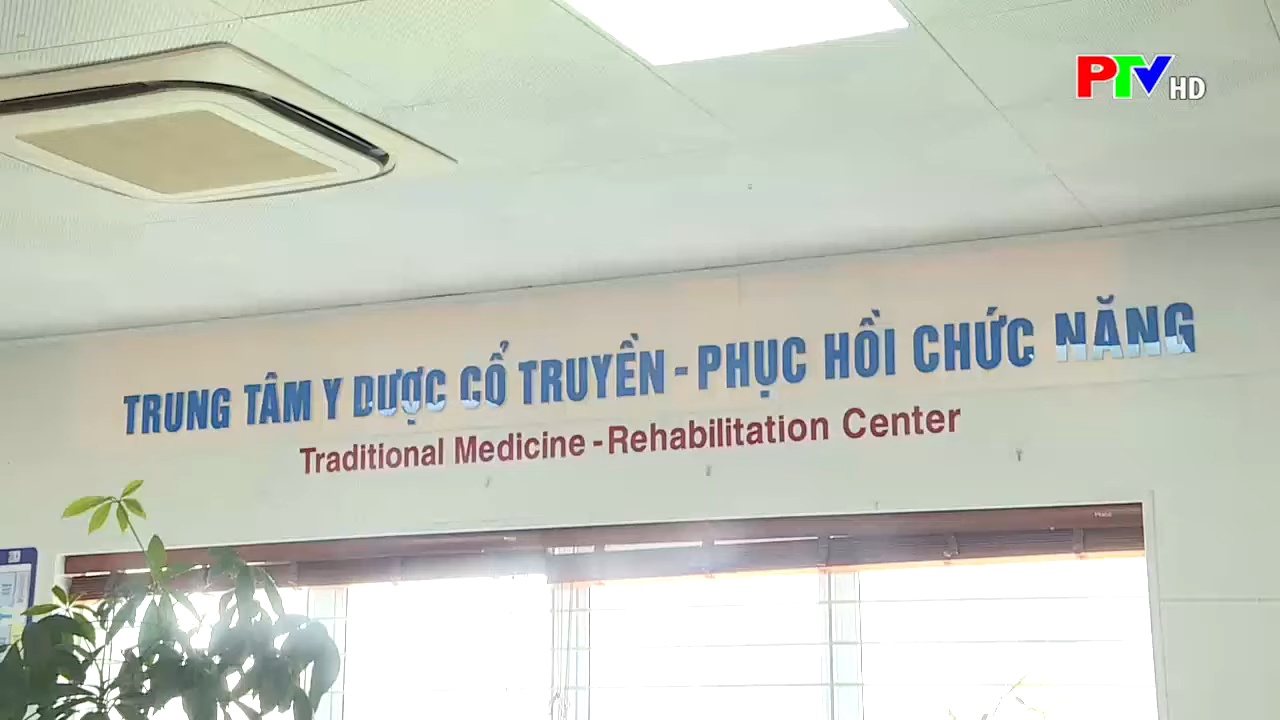 PTV HD
TRUNG TÂM Y DƯỢC CỔ TRUYỀN - PHỤC HỒI CHỨC NĂNG
Traditional Medicine - Rehabilitation Center